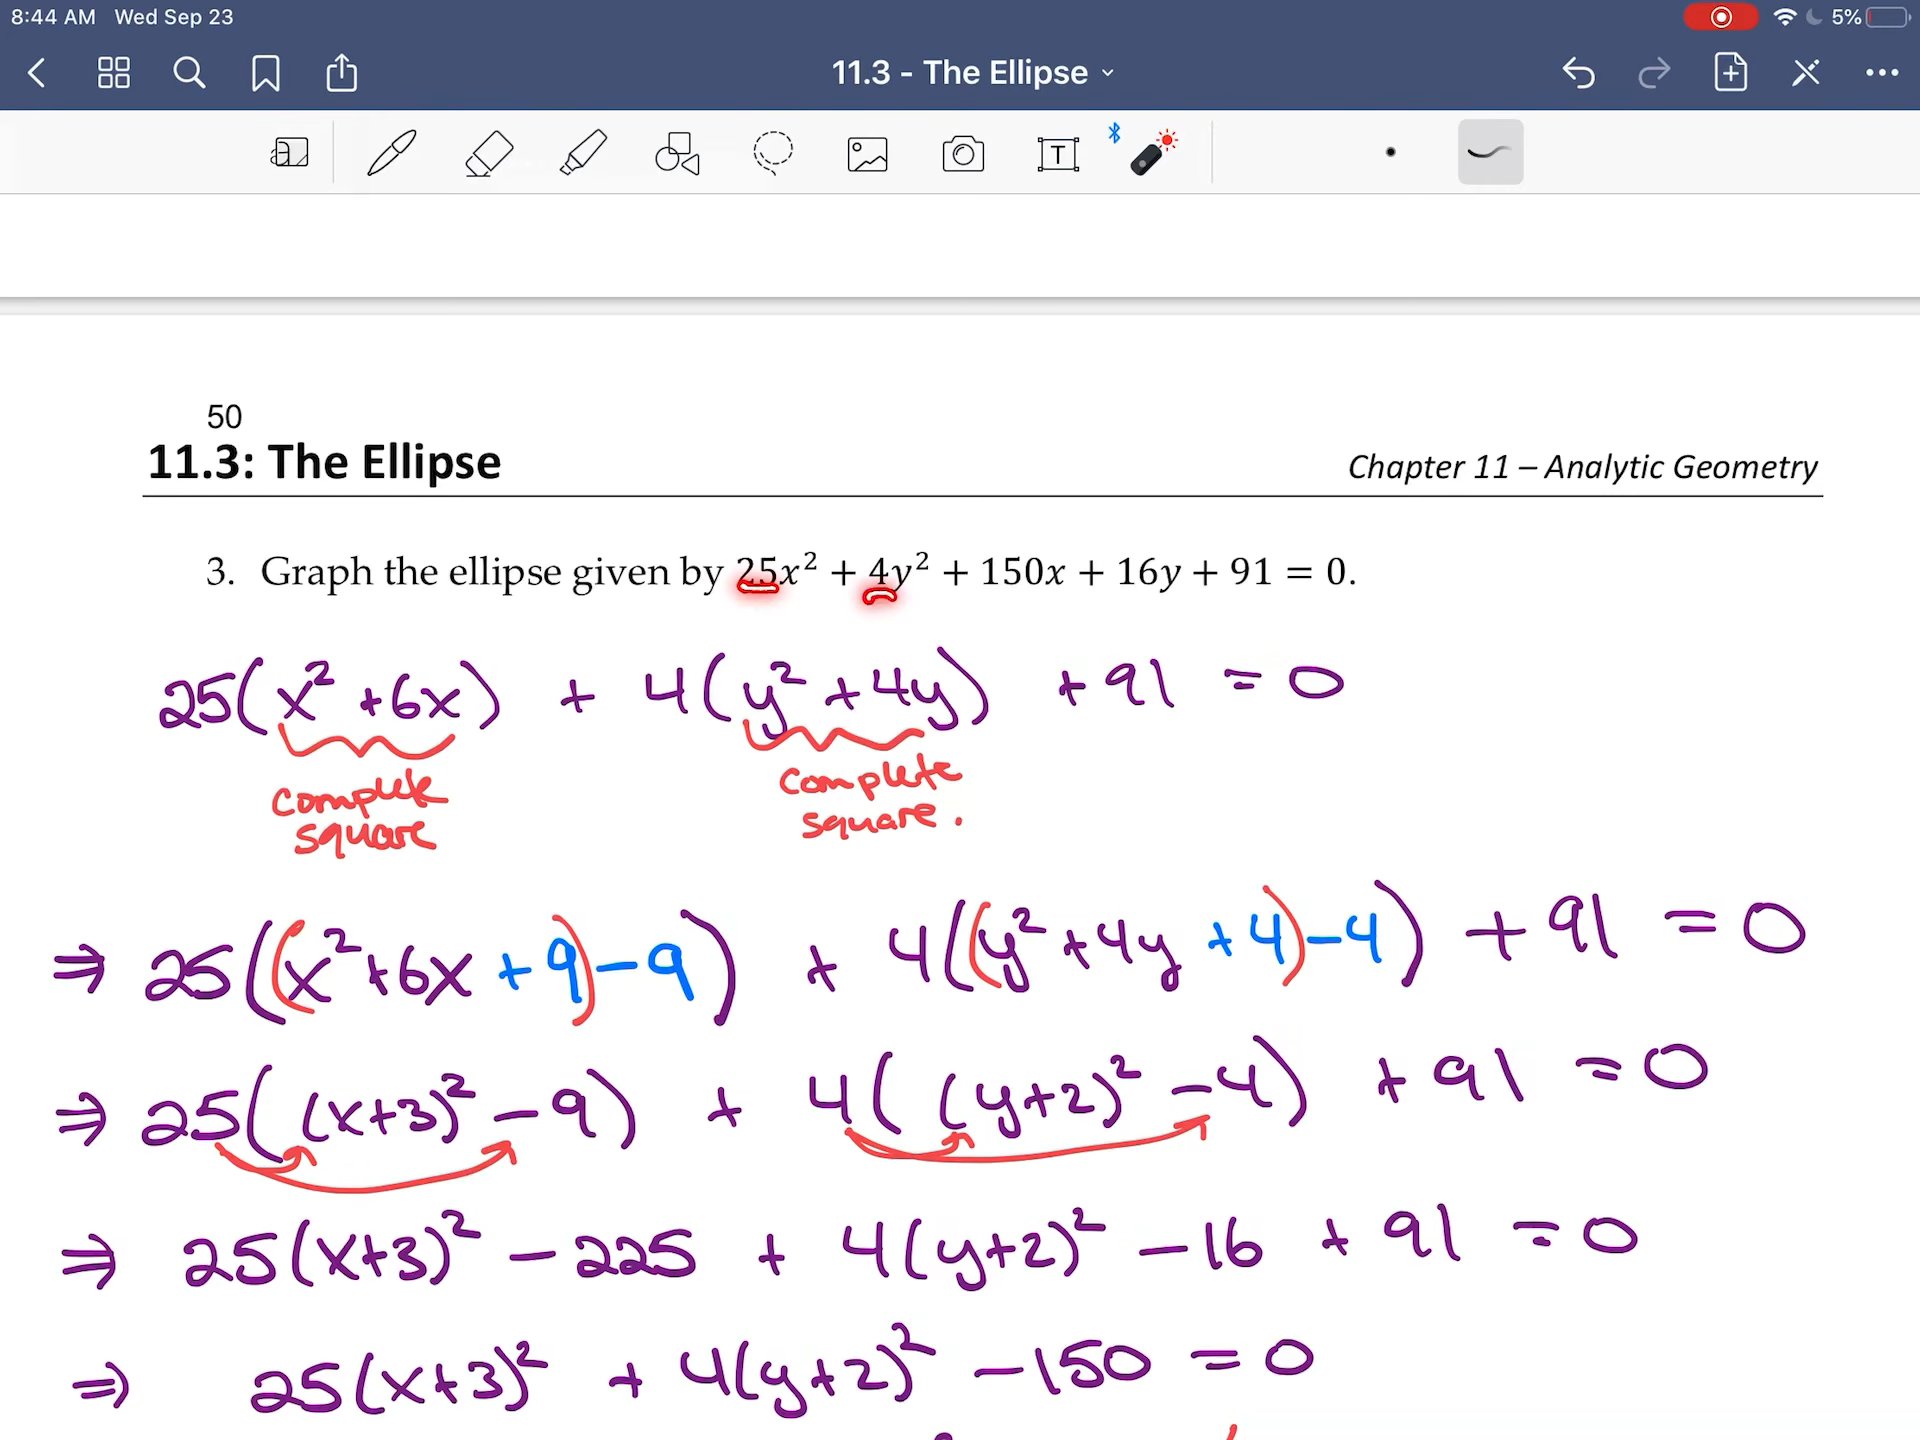 8:44 AM Wed Sep 23 5%
11.3 - The Ellipse
a T
50
11.3: The Ellipse Chapter 11 – Analytic Geometry
3. Graph the ellipse given by 25x² + 4y² + 150x + 16y + 91 = 0.
25(x² +6x) + 4(y² +4y) +91 = 0
complete square
complete square.
⇒ 25((x²+6x +9)-9) + 4((y²+4y +4)-4) +91 = 0
⇒ 25((x+3)² -9) + 4((y+2)² -4) +91 = 0
⇒ 25(x+3)² - 225 + 4(y+2)² -16 + 91 = 0
⇒ 25(x+3)² + 4(y+2)² -150 = 0